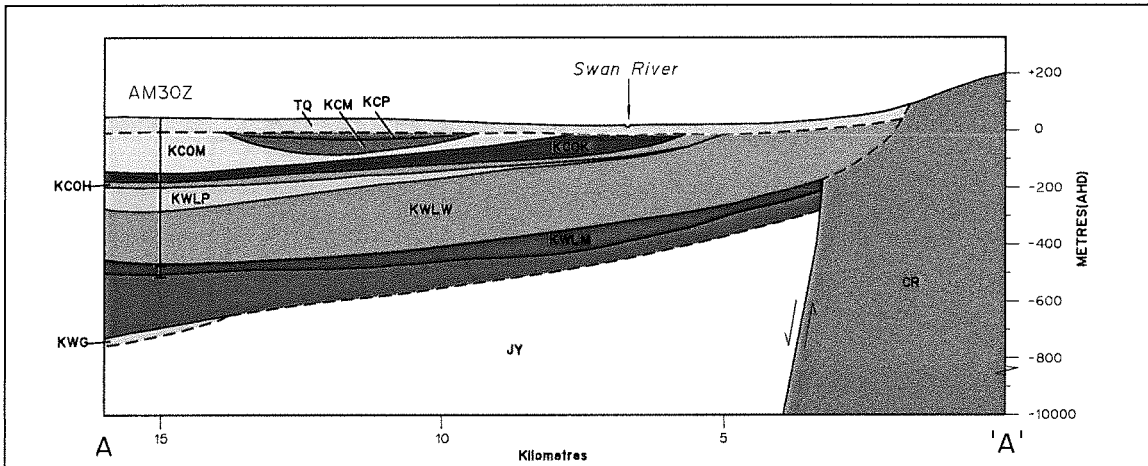 Swan River
+200
AM30Z
TQ
KCM
KCP
0
KCOM
KCOK
KCOH
-200
KWLP
KWLW
METRES(AHD)
KWLM
-400
CR
-600
KWG
JY
-800
-10000
A
15
10
5
'A'
Kilometres